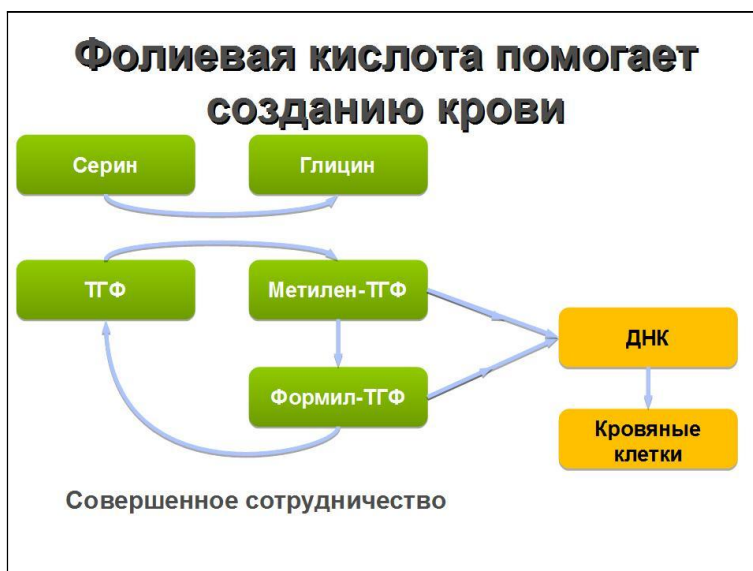 Фолиевая кислота помогает
созданию крови
Серин
Глицин
ТГФ
Метилен-ТГФ
ДНК
Формил-ТГФ
Кровяные
клетки
Совершенное сотрудничество